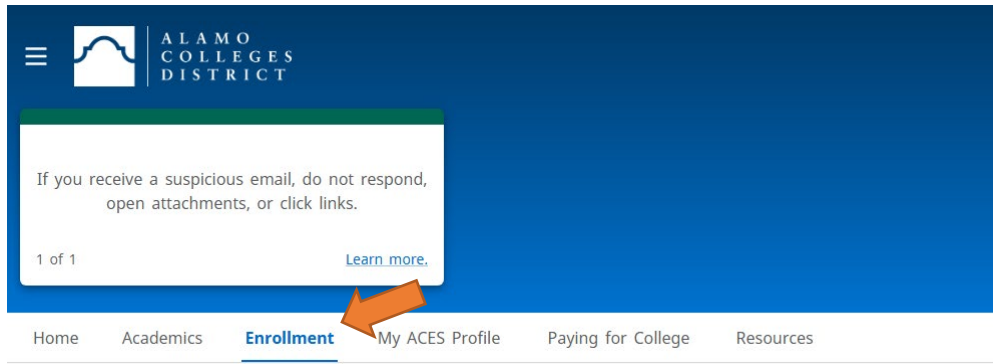 ALAMO
COLLEGES
DISTRICT
If you receive a suspicious email, do not respond,
open attachments, or click links.
1 of 1 Learn more.
Home Academics Enrollment My ACES Profile Paying for College Resources